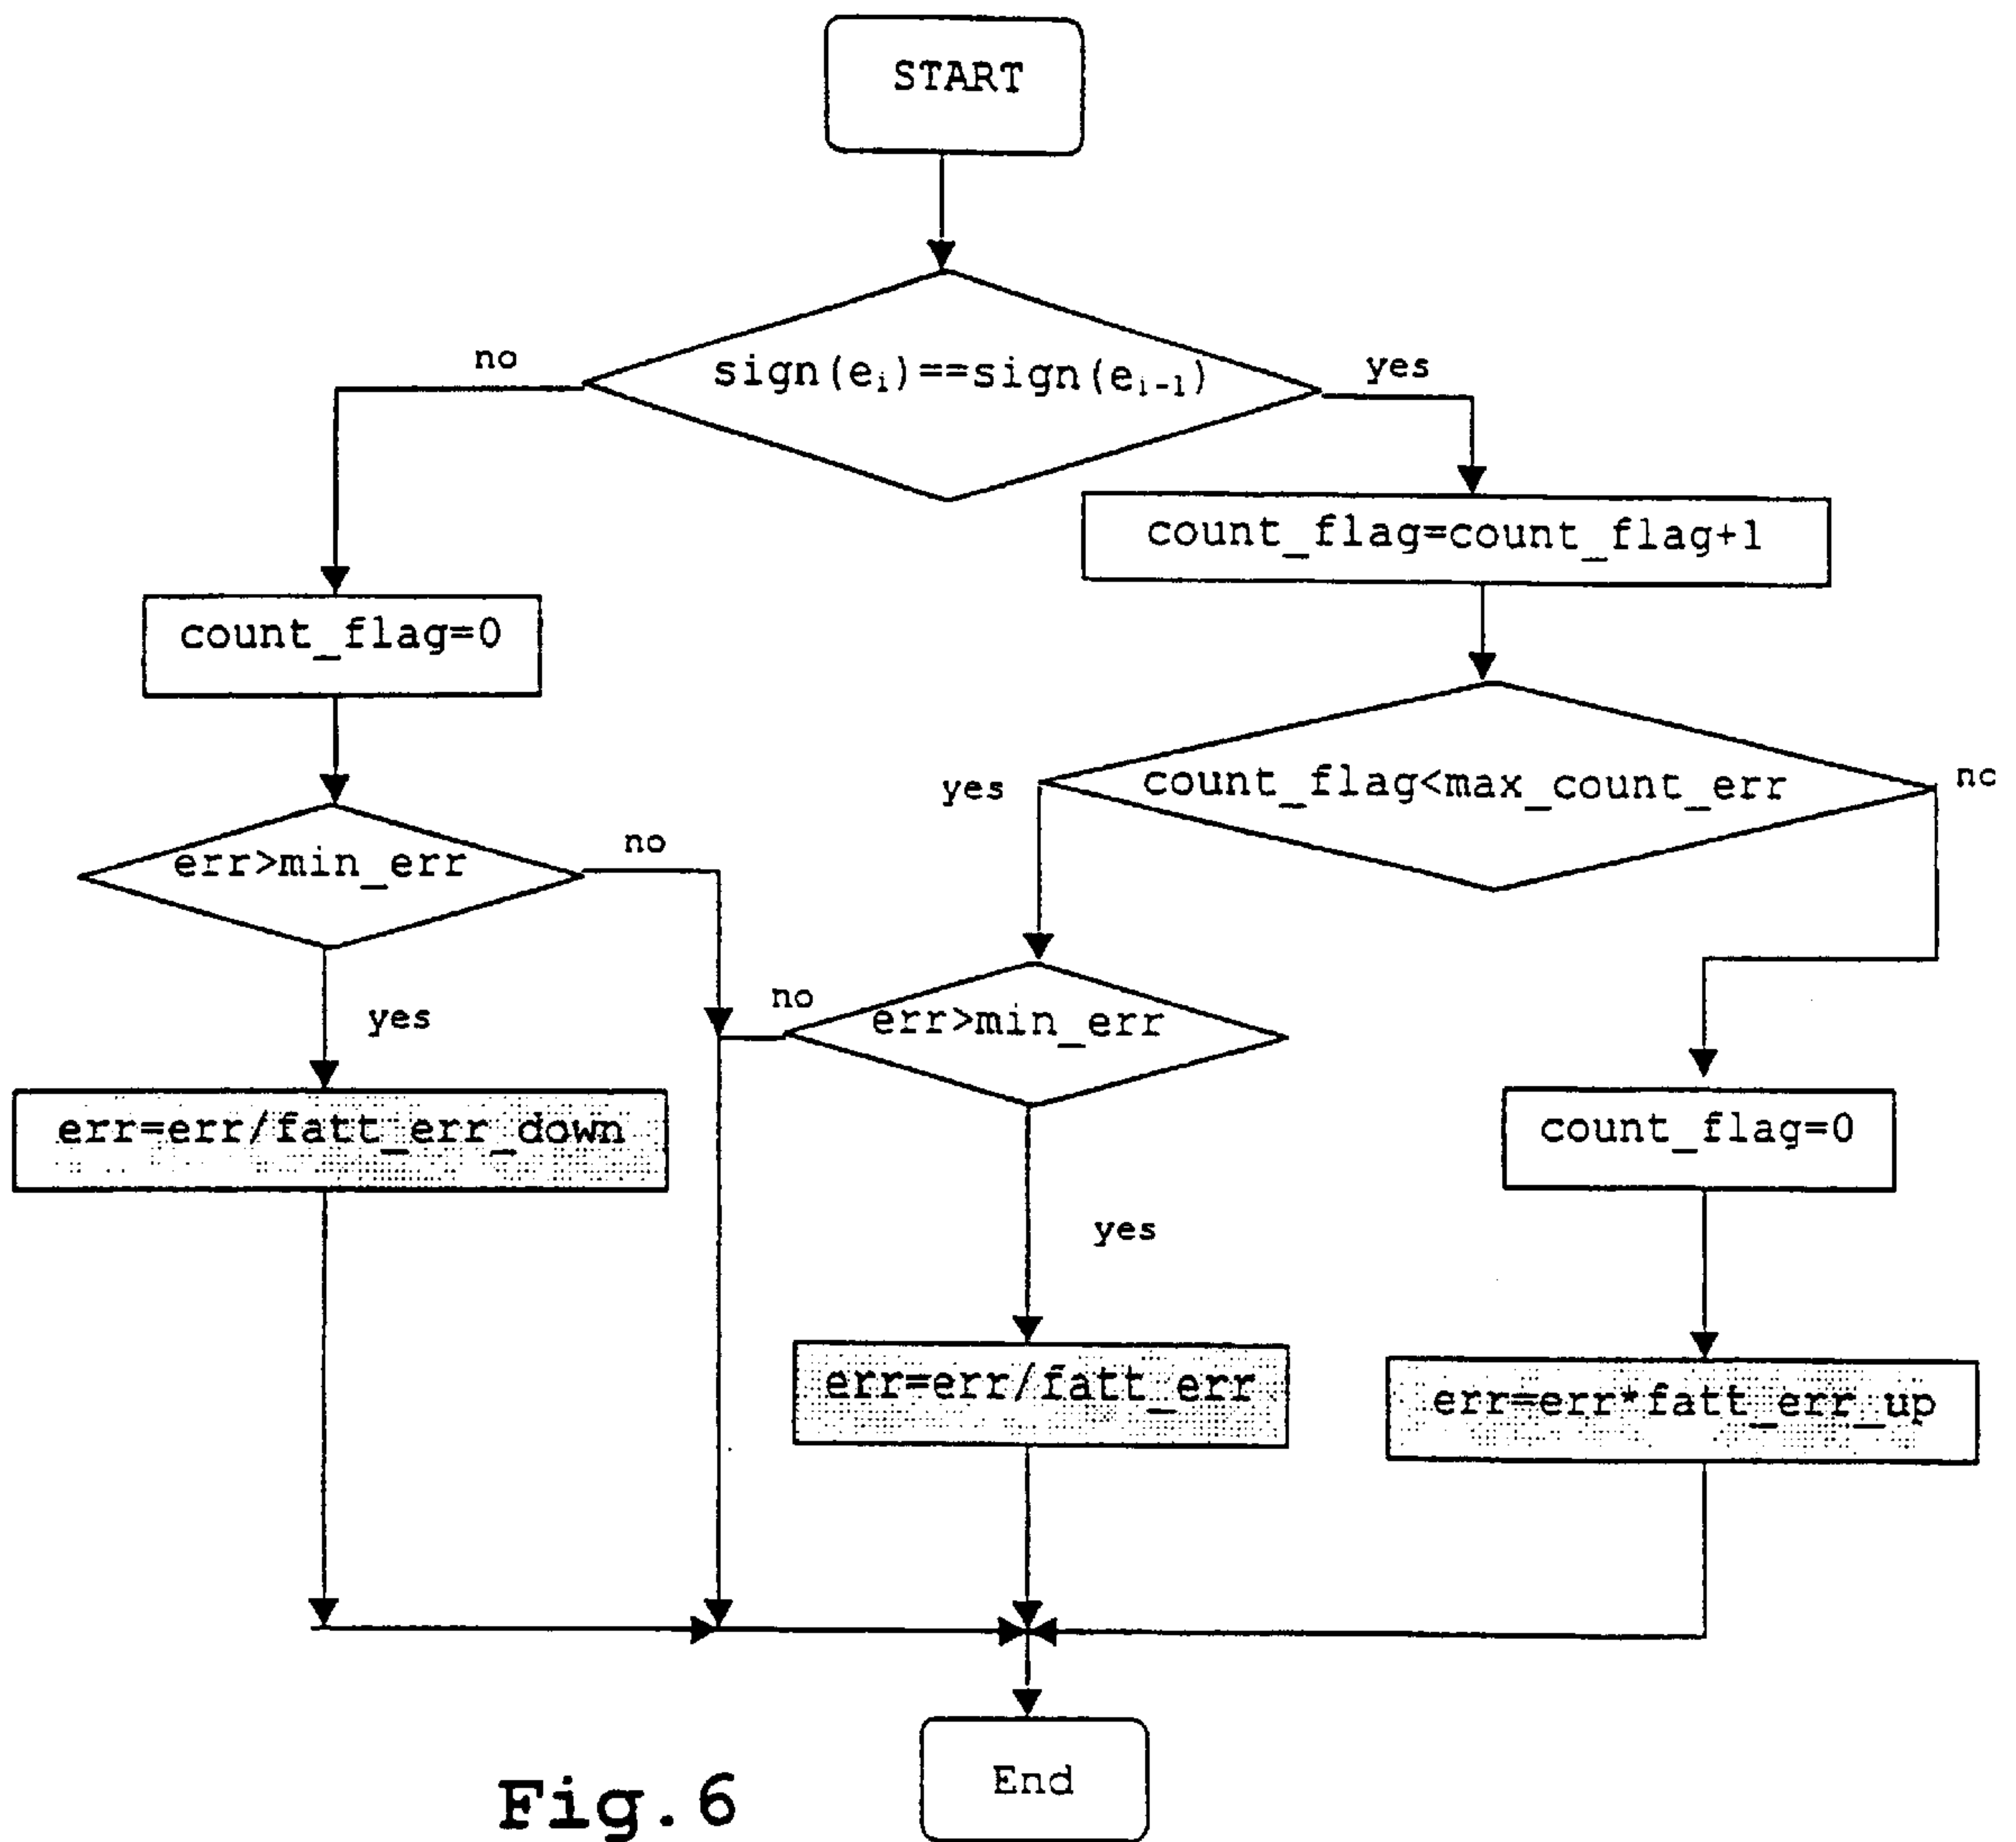 START
sign(eᵢ)==sign(eᵢ₋₁)
no
yes
count_flag=count_flag+1
count_flag=0
count_flag<max_count_err
yes
no
err>min_err
no
yes
err>min_err
no
yes
err=err/fatt_err_down
count_flag=0
err=err/fatt_err
err=err*fatt_err_up
End
Fig.6